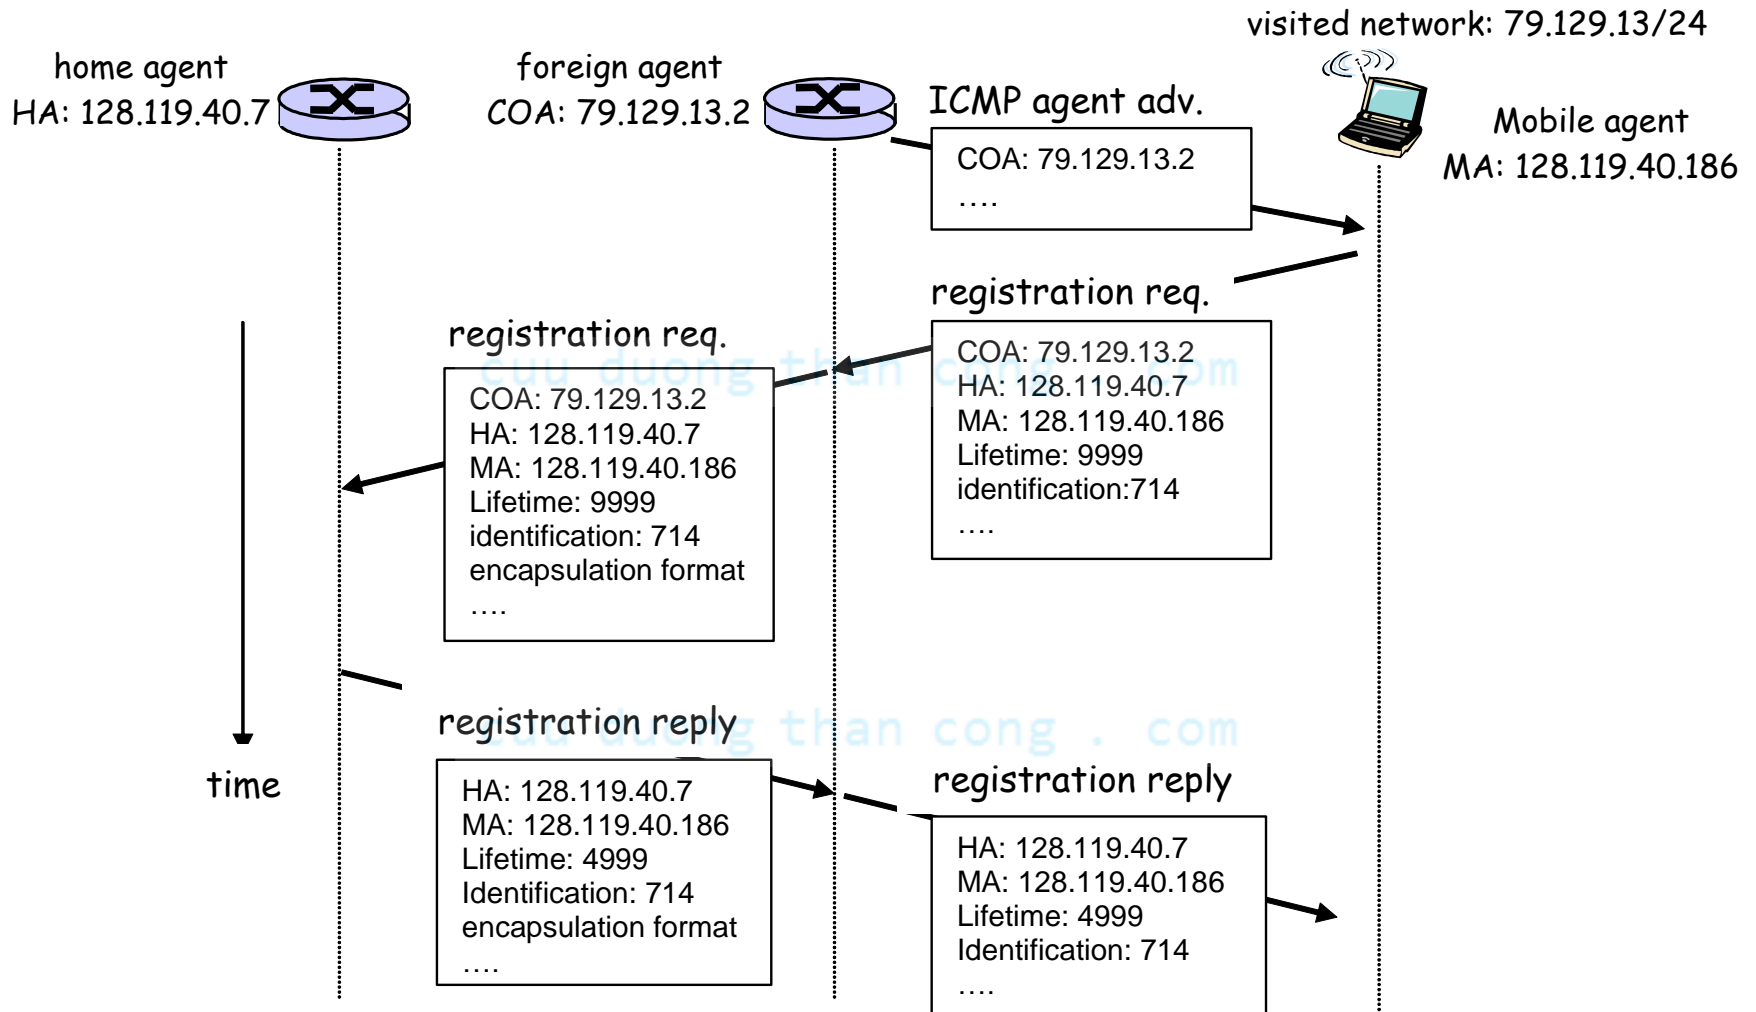 visited network: 79.129.13/24
home agent
HA: 128.119.40.7
foreign agent
COA: 79.129.13.2
ICMP agent adv.
COA: 79.129.13.2
....
Mobile agent
MA: 128.119.40.186
registration req.
COA: 79.129.13.2
HA: 128.119.40.7
MA: 128.119.40.186
Lifetime: 9999
identification:714
....
registration req.
COA: 79.129.13.2
HA: 128.119.40.7
MA: 128.119.40.186
Lifetime: 9999
identification: 714
encapsulation format
....
cuu duong than cong . com
time
registration reply
HA: 128.119.40.7
MA: 128.119.40.186
Lifetime: 4999
Identification: 714
encapsulation format
....
cuu duong than cong . com
registration reply
HA: 128.119.40.7
MA: 128.119.40.186
Lifetime: 4999
Identification: 714
....